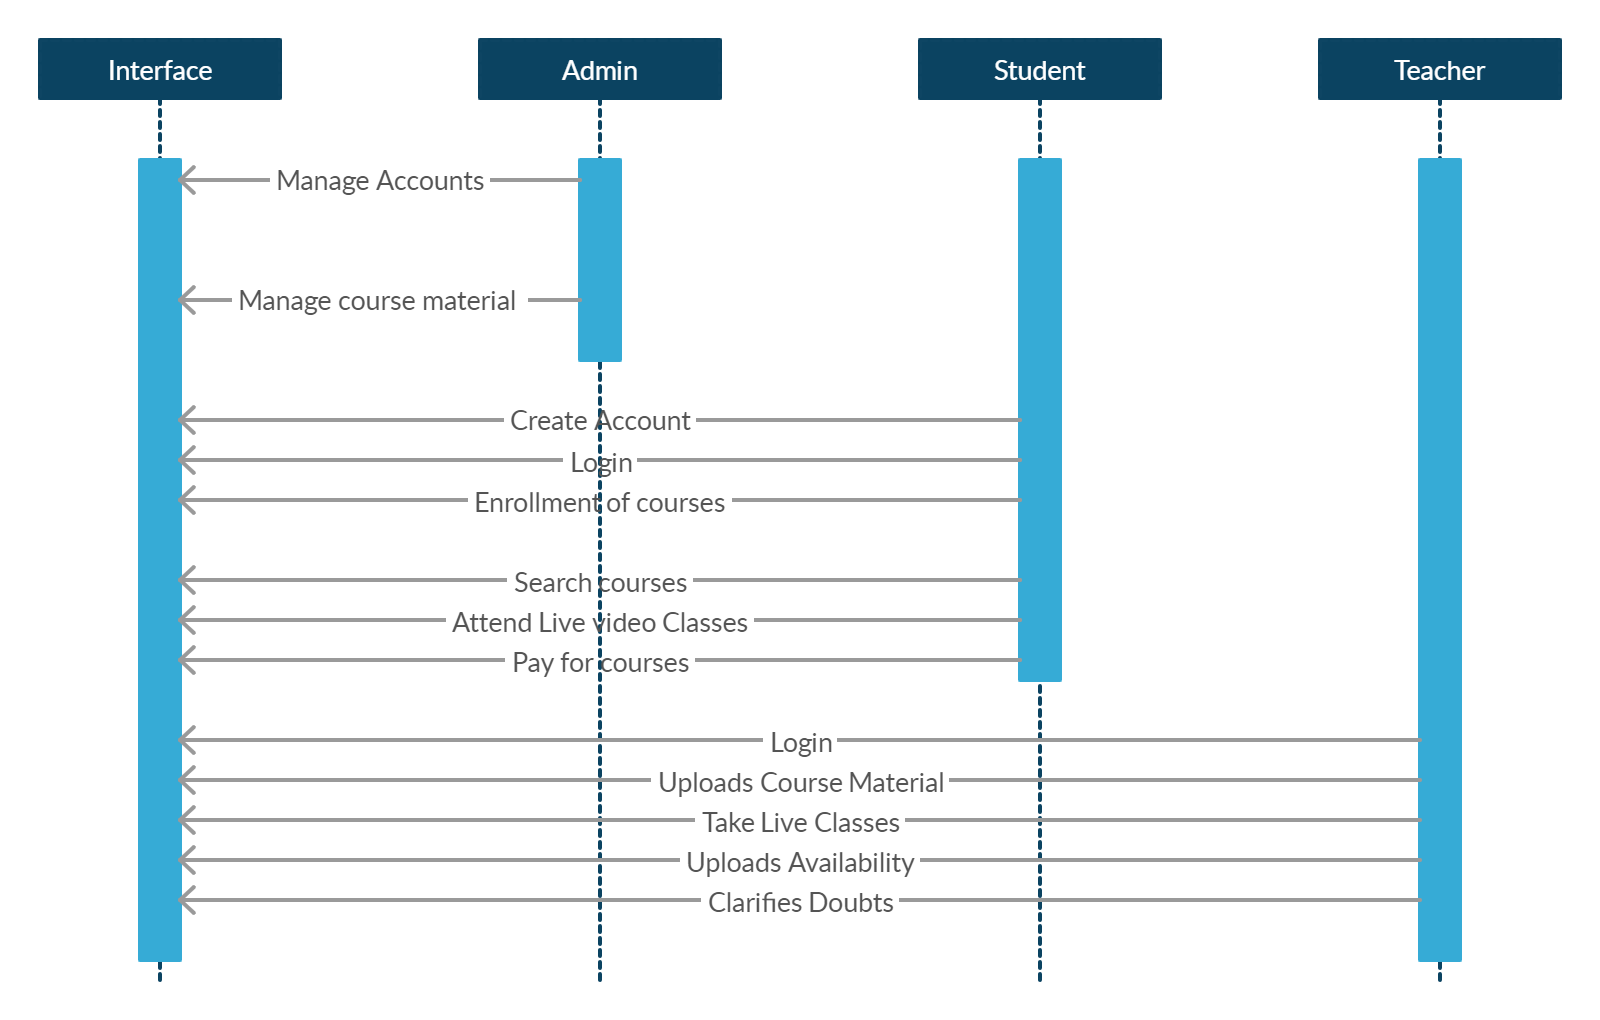 Interface
Admin
Student
Teacher
Manage Accounts
Manage course material
Create Account
Login
Enrollment of courses
Search courses
Attend Live video Classes
Pay for courses
Login
Uploads Course Material
Take Live Classes
Uploads Availability
Clarifies Doubts